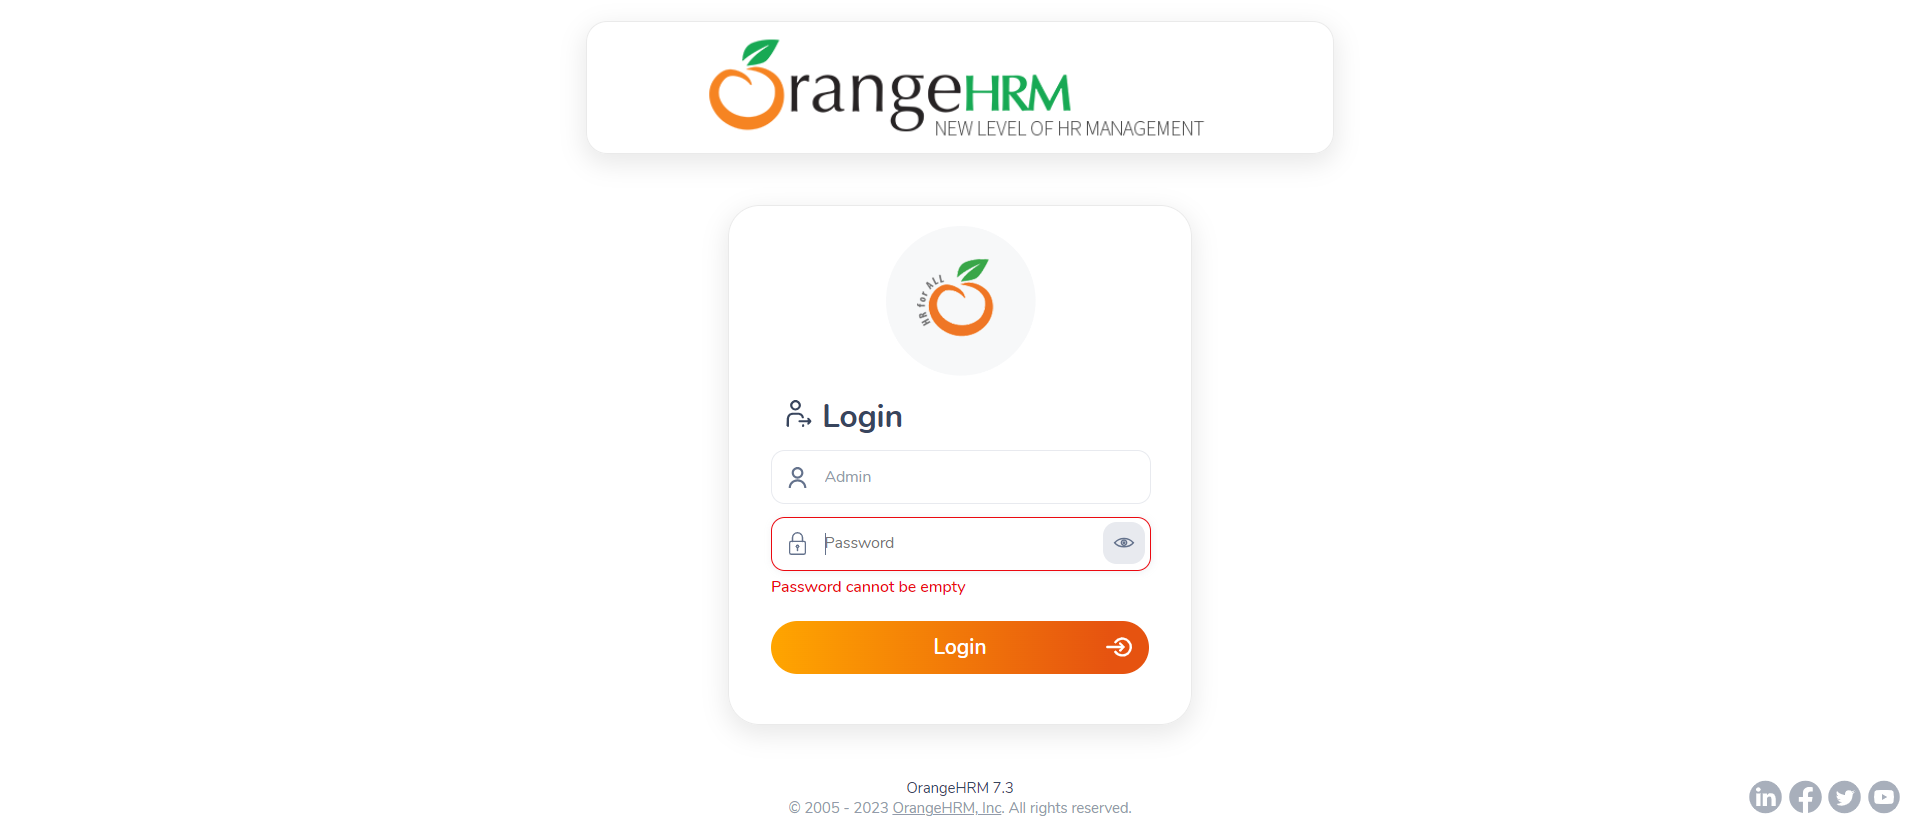 OrangeHRM
NEW LEVEL OF HR MANAGEMENT
HR for ALL
Login
Admin
Password
Password cannot be empty
Login
OrangeHRM 7.3
© 2005 - 2023 OrangeHRM, Inc. All rights reserved.